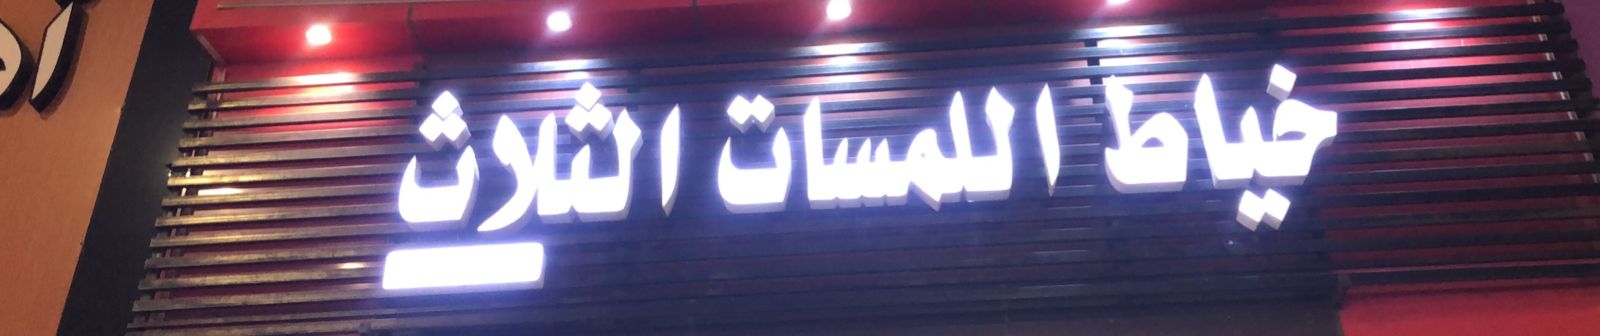 خياط اللمسات الثلاث